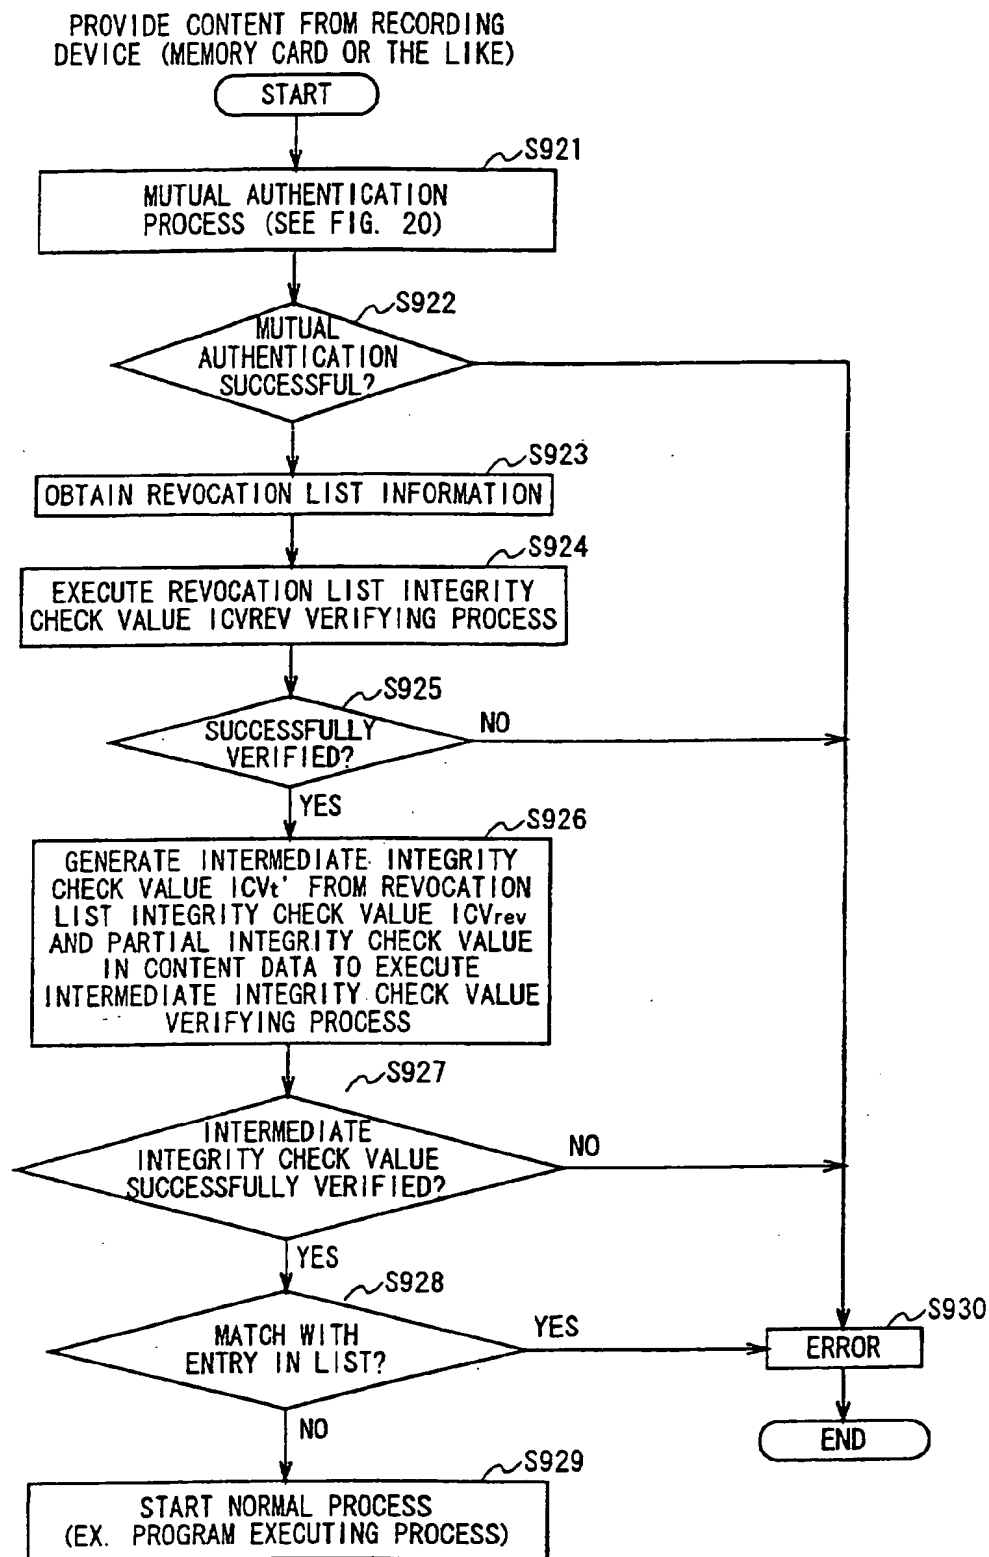 PROVIDE CONTENT FROM RECORDING
DEVICE (MEMORY CARD OR THE LIKE)
START
S921
MUTUAL AUTHENTICATION
PROCESS (SEE FIG. 20)
S922
MUTUAL
AUTHENTICATION
SUCCESSFUL?
S923
OBTAIN REVOCATION LIST INFORMATION
S924
EXECUTE REVOCATION LIST INTEGRITY
CHECK VALUE ICVREV VERIFYING PROCESS
S925
SUCCESSFULLY
VERIFIED?
NO
YES
S926
GENERATE INTERMEDIATE INTEGRITY
CHECK VALUE ICVt' FROM REVOCATION
LIST INTEGRITY CHECK VALUE ICVrev
AND PARTIAL INTEGRITY CHECK VALUE
IN CONTENT DATA TO EXECUTE
INTERMEDIATE INTEGRITY CHECK VALUE
VERIFYING PROCESS
S927
INTERMEDIATE
INTEGRITY CHECK VALUE
SUCCESSFULLY VERIFIED?
NO
YES
S928
MATCH WITH
ENTRY IN LIST?
YES
S930
ERROR
NO
END
S929
START NORMAL PROCESS
(EX. PROGRAM EXECUTING PROCESS)